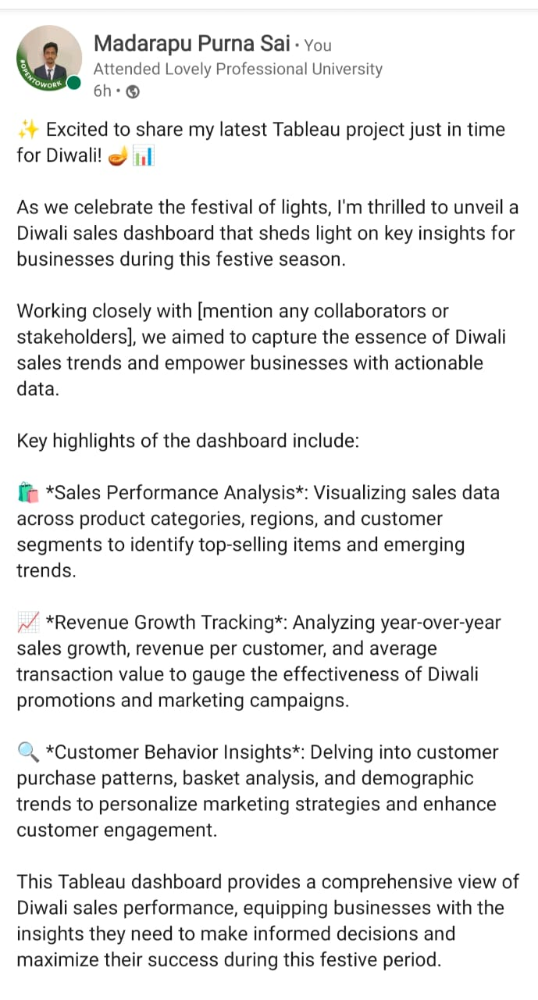 Madarapu Purna Sai • You
Attended Lovely Professional University
#OPENTOWORK
6h •
✨ Excited to share my latest Tableau project just in time
for Diwali! 🪔 📊
As we celebrate the festival of lights, I'm thrilled to unveil a
Diwali sales dashboard that sheds light on key insights for
businesses during this festive season.
Working closely with [mention any collaborators or
stakeholders], we aimed to capture the essence of Diwali
sales trends and empower businesses with actionable
data.
Key highlights of the dashboard include:
🛍️ *Sales Performance Analysis*: Visualizing sales data
across product categories, regions, and customer
segments to identify top-selling items and emerging
trends.
📈 *Revenue Growth Tracking*: Analyzing year-over-year
sales growth, revenue per customer, and average
transaction value to gauge the effectiveness of Diwali
promotions and marketing campaigns.
🔍 *Customer Behavior Insights*: Delving into customer
purchase patterns, basket analysis, and demographic
trends to personalize marketing strategies and enhance
customer engagement.
This Tableau dashboard provides a comprehensive view of
Diwali sales performance, equipping businesses with the
insights they need to make informed decisions and
maximize their success during this festive period.